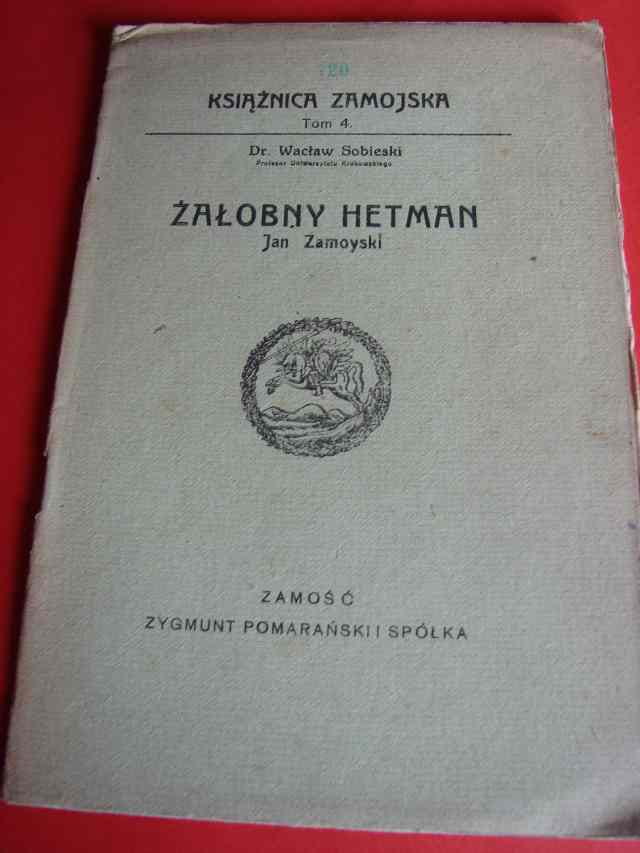 120
KSIĄŻNICA ZAMOJSKA
Tom 4.
Dr. Wacław Sobieski
Profesor Uniwersytetu Krakowskiego
ŻAŁOBNY HETMAN
Jan Zamoyski
ZAMOŚĆ
ZYGMUNT POMARAŃSKI I SPÓŁKA